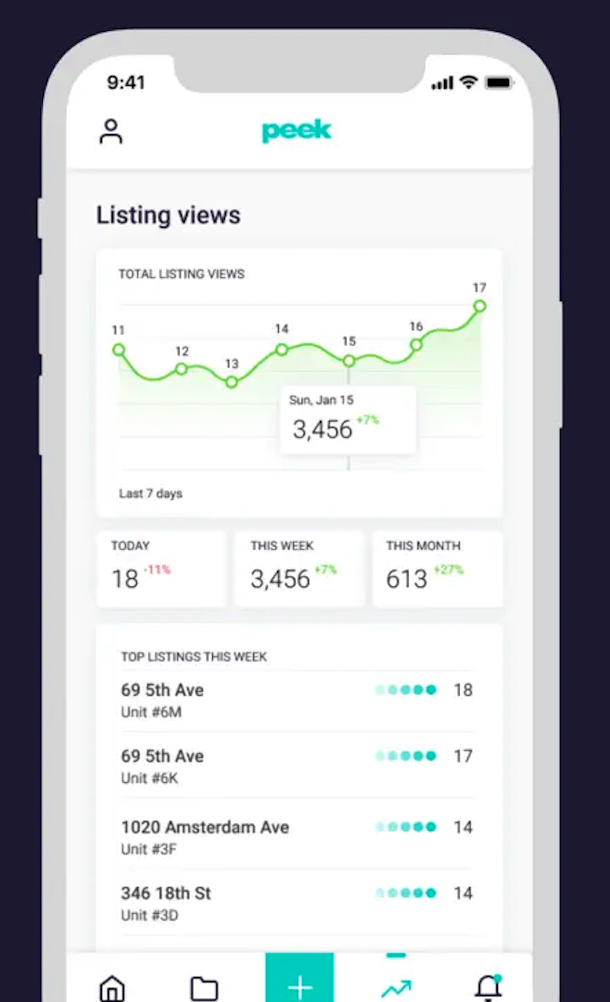 9:41
peek
Listing views
TOTAL LISTING VIEWS
11
12
13
14
15
16
17
Sun, Jan 15
3,456 +7%
Last 7 days
TODAY
18 -11%
THIS WEEK
3,456 +7%
THIS MONTH
613 +27%
TOP LISTINGS THIS WEEK
69 5th Ave 18
Unit #6M
69 5th Ave 17
Unit #6K
1020 Amsterdam Ave 14
Unit #3F
346 18th St 14
Unit #3D